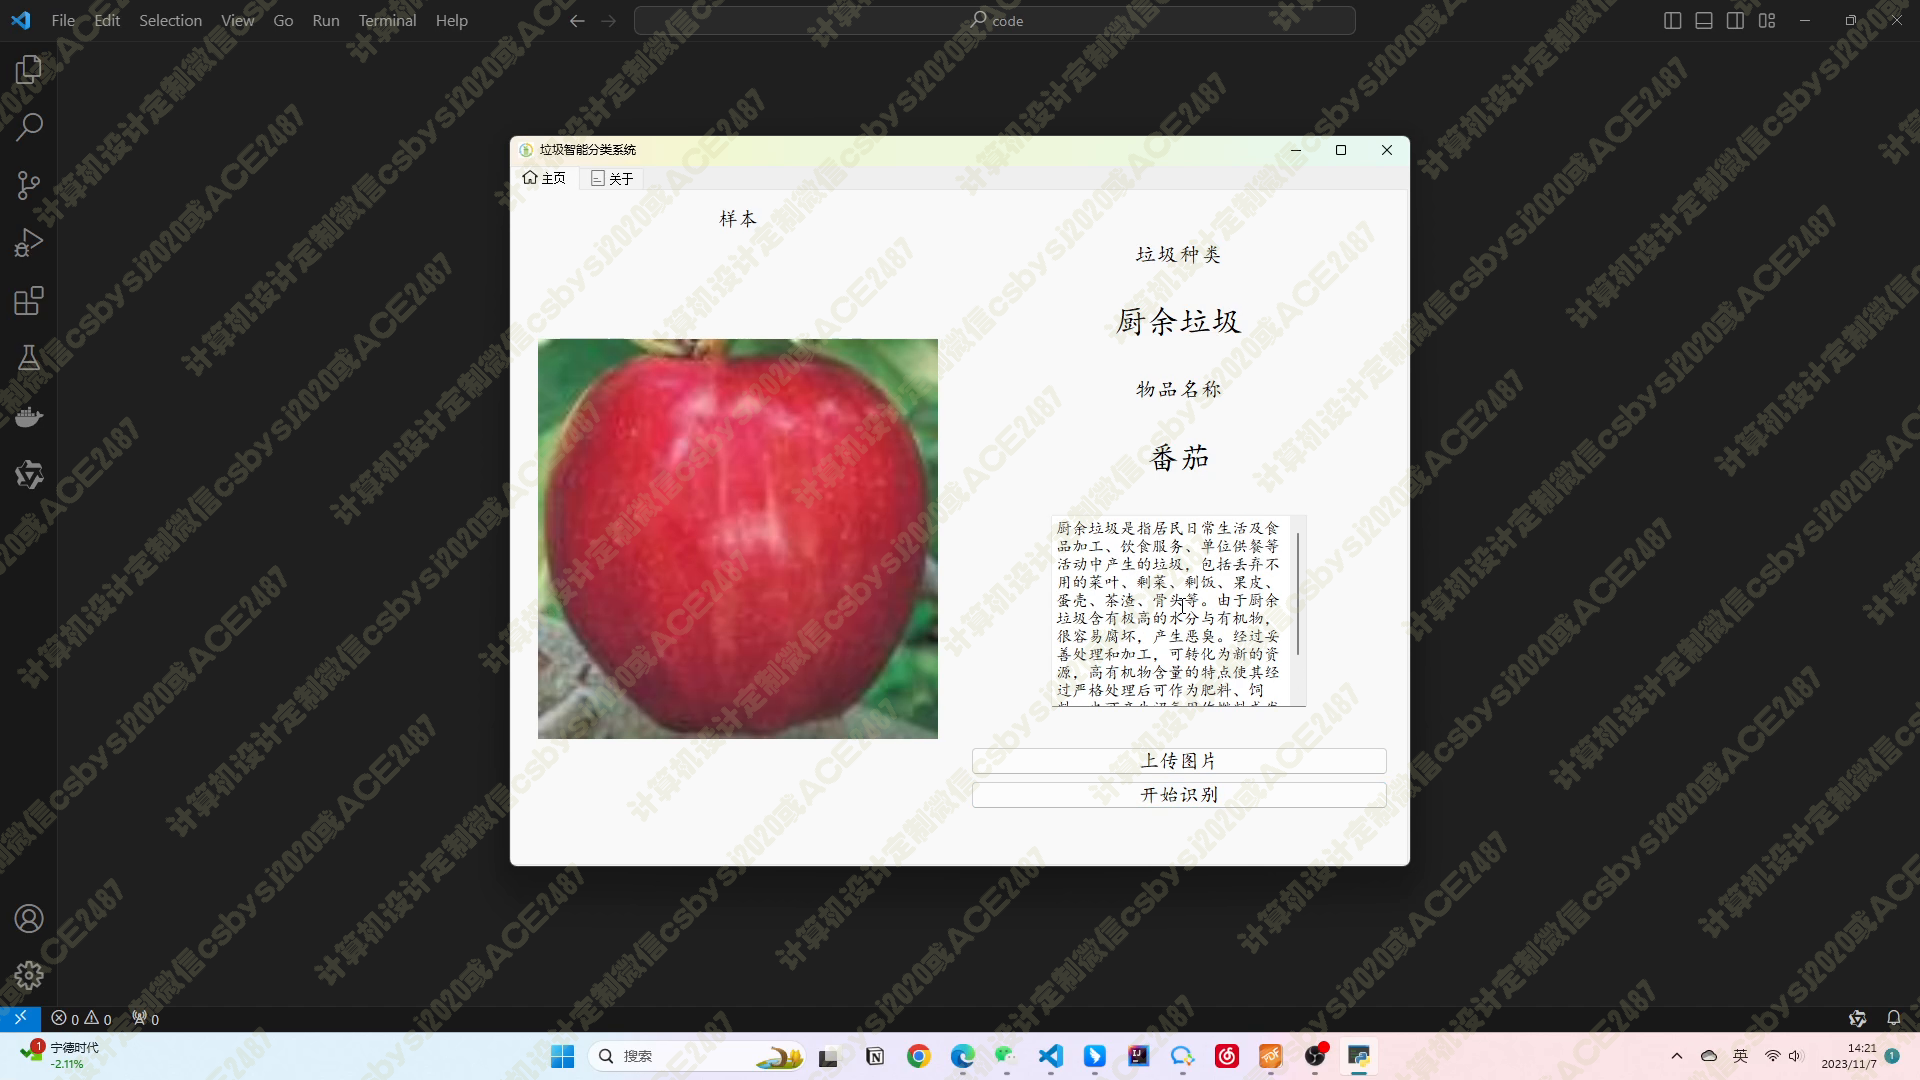 File Edit Selection View Go Run Terminal Help
code
垃圾智能分类系统
主页 关于
样本
垃圾种类
厨余垃圾
物品名称
番茄
厨余垃圾是指居民日常生活及食
品加工、饮食服务、单位供餐等
活动中产生的垃圾，包括丢弃不
用的菜叶、剩菜、剩饭、果皮、
蛋壳、茶渣、骨头等。由于厨余
垃圾含有极高的水分与有机物，
很容易腐坏，产生恶臭。经过妥
善处理和加工，可转化为新的资
源，高有机物含量的特点使其经
过严格处理后可作为肥料、饲
上传图片
开始识别
计算机设计定制微信csbysj2020或ACE2487
0 0 0
1
宁德时代
-2.11%
搜索
英
14:21
2023/11/7
1